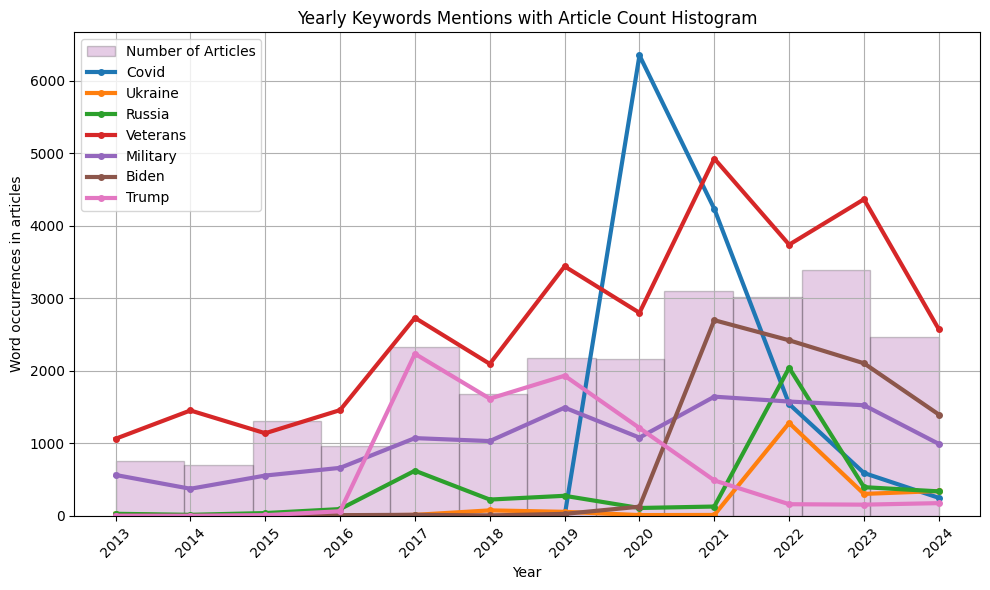 Yearly Keywords Mentions with Article Count Histogram
Number of Articles
Covid
Ukraine
Russia
Veterans
Military
Biden
Trump
Word occurrences in articles
6000
5000
4000
3000
2000
1000
0
2013 2014 2015 2016 2017 2018 2019 2020 2021 2022 2023 2024
Year